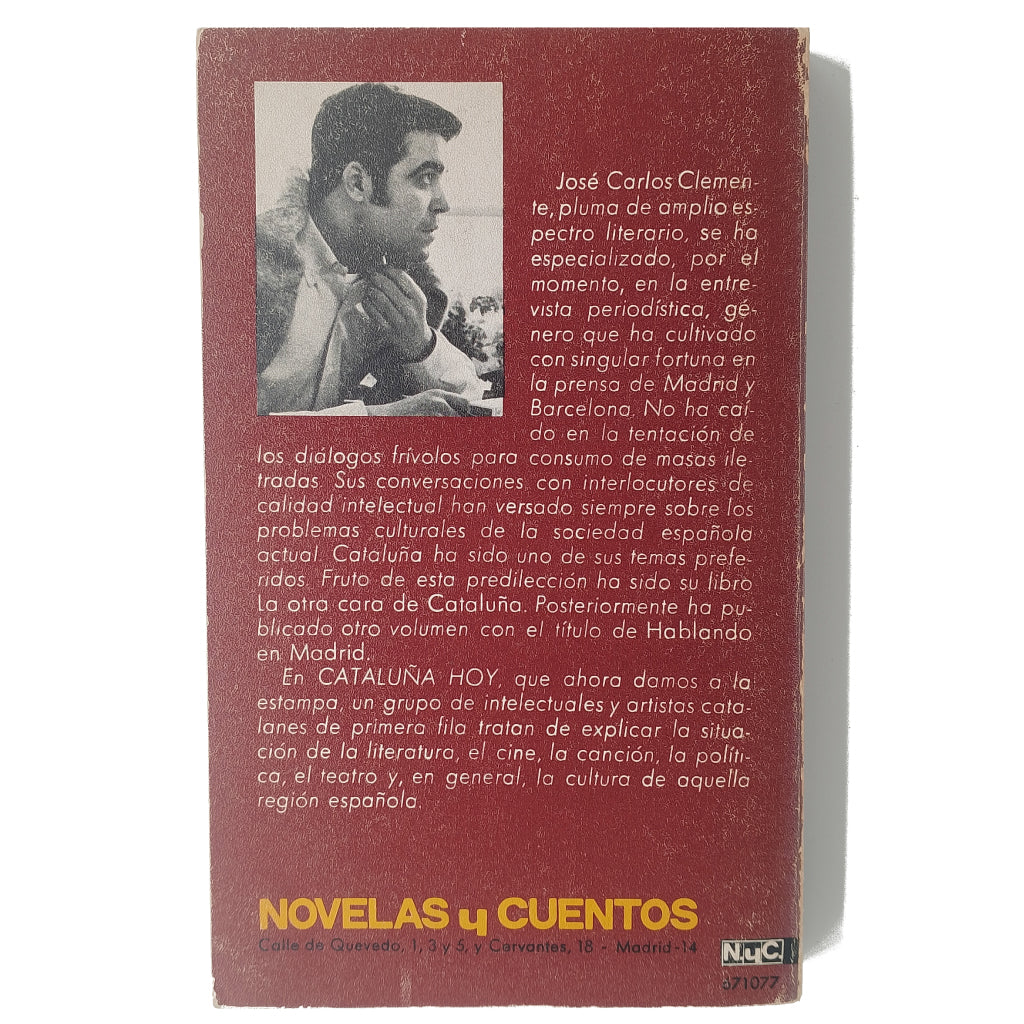 José Carlos Clemen-
te, pluma de amplio es-
pectro literario, se ha
especializado, por el
momento, en la entre-
vista periodística, gé-
nero que ha cultivado
con singular fortuna en
la prensa de Madrid y
Barcelona. No ha caí-
do en la tentación de
los diálogos frívolos para consumo de masas ile-
tradas. Sus conversaciones con interlocutores de
calidad intelectual han versado siempre sobre los
problemas culturales de la sociedad española
actual. Cataluña ha sido uno de sus temas prefe-
ridos. Fruto de esta predilección ha sido su libro
La otra cara de Cataluña. Posteriormente ha pu-
blicado otro volumen con el título de Hablando
en Madrid.
En CATALUÑA HOY, que ahora damos a la
estampa, un grupo de intelectuales y artistas cata-
lanes de primera fila tratan de explicar la situa-
ción de la literatura, el cine, la canción, la políti-
ca, el teatro y, en general, la cultura de aquella
región española.
NOVELAS y CUENTOS
Calle de Quevedo, 1, 3 y 5, y Cervantes, 18 - Madrid-14
N.yC.
671077